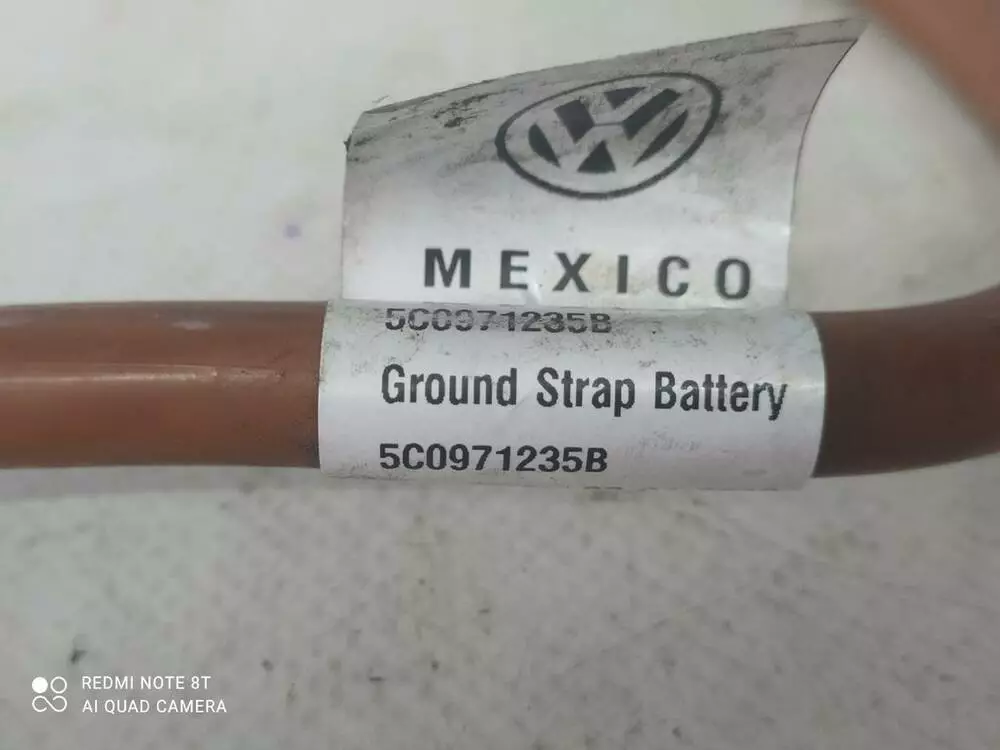 MEXICO
5C0971235B
Ground Strap Battery
5C0971235B
REDMI NOTE 8T
AI QUAD CAMERA